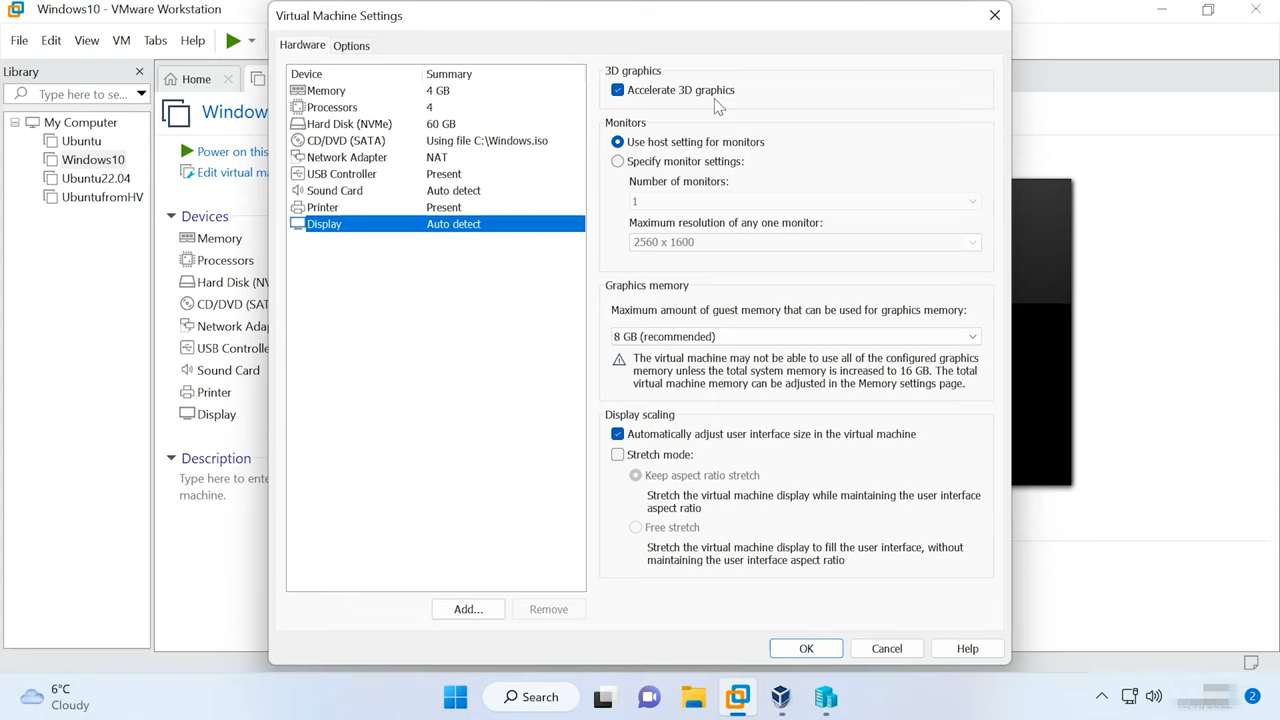 Windows10 - VMware Workstation
File Edit View VM Tabs Help
Library
Type here to se...
My Computer
Ubuntu
Windows10
Ubuntu22.04
UbuntufromHV
Home
Window
Power on this
Edit virtual ma
Devices
Memory
Processors
Hard Disk (NV
CD/DVD (SATA
Network Adap
USB Controlle
Sound Card
Printer
Display
Description
Type here to ente
machine.
Virtual Machine Settings
Hardware Options
Device Summary
Memory 4 GB
Processors 4
Hard Disk (NVMe) 60 GB
CD/DVD (SATA) Using file C:\Windows.iso
Network Adapter NAT
USB Controller Present
Sound Card Auto detect
Printer Present
Display Auto detect
Add... Remove
3D graphics
Accelerate 3D graphics
Monitors
Use host setting for monitors
Specify monitor settings:
Number of monitors:
1
Maximum resolution of any one monitor:
2560 x 1600
Graphics memory
Maximum amount of guest memory that can be used for graphics memory:
8 GB (recommended)
The virtual machine may not be able to use all of the configured graphics
memory unless the total system memory is increased to 16 GB. The total
virtual machine memory can be adjusted in the Memory settings page.
Display scaling
Automatically adjust user interface size in the virtual machine
Stretch mode:
Keep aspect ratio stretch
Stretch the virtual machine display while maintaining the user interface
aspect ratio
Free stretch
Stretch the virtual machine display to fill the user interface, without
maintaining the user interface aspect ratio
OK Cancel Help
6°C
Cloudy
Search
2